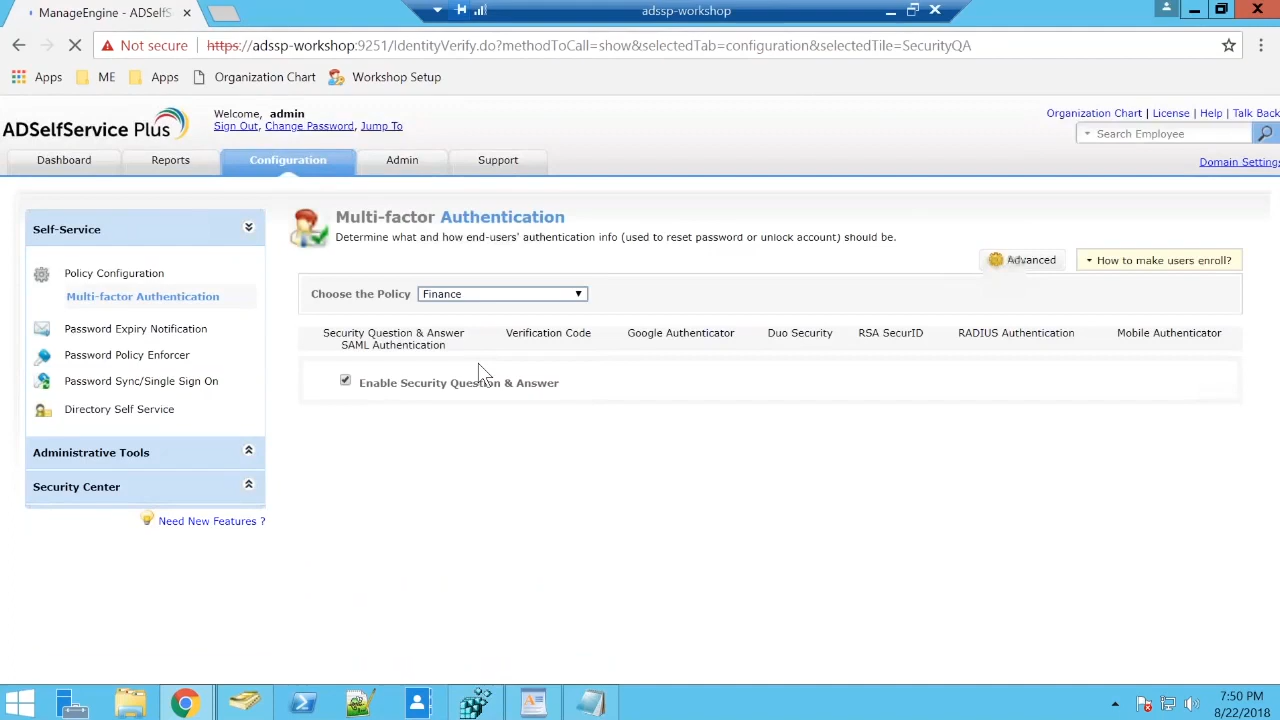 ManageEngine - ADSelfS
adssp-workshop
Not secure
https://adssp-workshop:9251/IdentityVerify.do?methodToCall=show&selectedTab=configuration&selectedTile=SecurityQA
Apps
ME
Apps
Organization Chart
Workshop Setup
ADSelfService Plus
Welcome, admin
Sign Out, Change Password, Jump To
Organization Chart | License | Help | Talk Back
Search Employee
Dashboard
Reports
Configuration
Admin
Support
Domain Settings
Self-Service
Policy Configuration
Multi-factor Authentication
Password Expiry Notification
Password Policy Enforcer
Password Sync/Single Sign On
Directory Self Service
Administrative Tools
Security Center
Need New Features ?
Multi-factor Authentication
Determine what and how end-users' authentication info (used to reset password or unlock account) should be.
Advanced
How to make users enroll?
Choose the Policy
Finance
Security Question & Answer
Verification Code
Google Authenticator
Duo Security
RSA SecurID
RADIUS Authentication
Mobile Authenticator
SAML Authentication
Enable Security Question & Answer
7:50 PM
8/22/2018